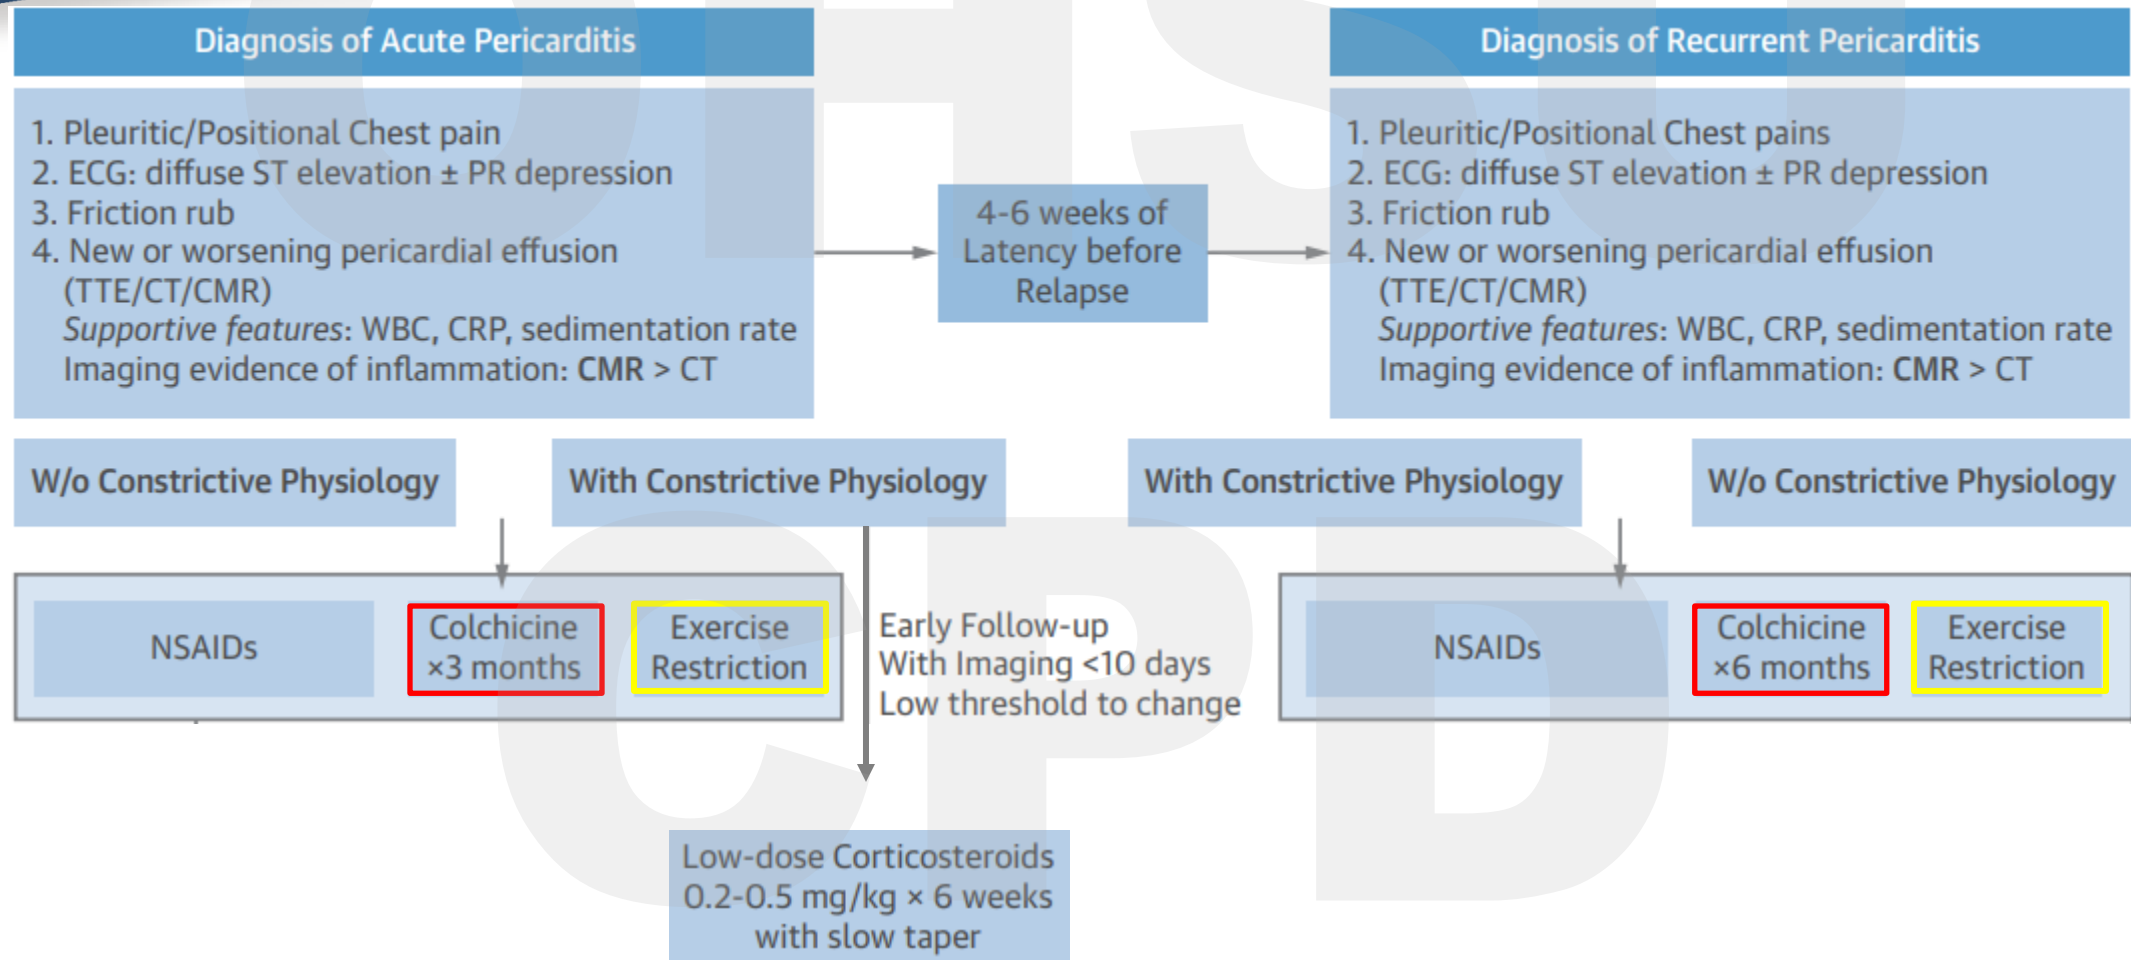 Diagnosis of Acute Pericarditis
1. Pleuritic/Positional Chest pain
2. ECG: diffuse ST elevation ± PR depression
3. Friction rub
4. New or worsening pericardial effusion
(TTE/CT/CMR)
Supportive features: WBC, CRP, sedimentation rate
Imaging evidence of inflammation: CMR > CT
4-6 weeks of
Latency before
Relapse
Diagnosis of Recurrent Pericarditis
1. Pleuritic/Positional Chest pains
2. ECG: diffuse ST elevation ± PR depression
3. Friction rub
4. New or worsening pericardial effusion
(TTE/CT/CMR)
Supportive features: WBC, CRP, sedimentation rate
Imaging evidence of inflammation: CMR > CT
W/o Constrictive Physiology
With Constrictive Physiology
With Constrictive Physiology
W/o Constrictive Physiology
NSAIDs
Colchicine
×3 months
Exercise
Restriction
Early Follow-up
With Imaging <10 days
Low threshold to change
NSAIDs
Colchicine
×6 months
Exercise
Restriction
Low-dose Corticosteroids
0.2-0.5 mg/kg × 6 weeks
with slow taper
OHSU
CPD